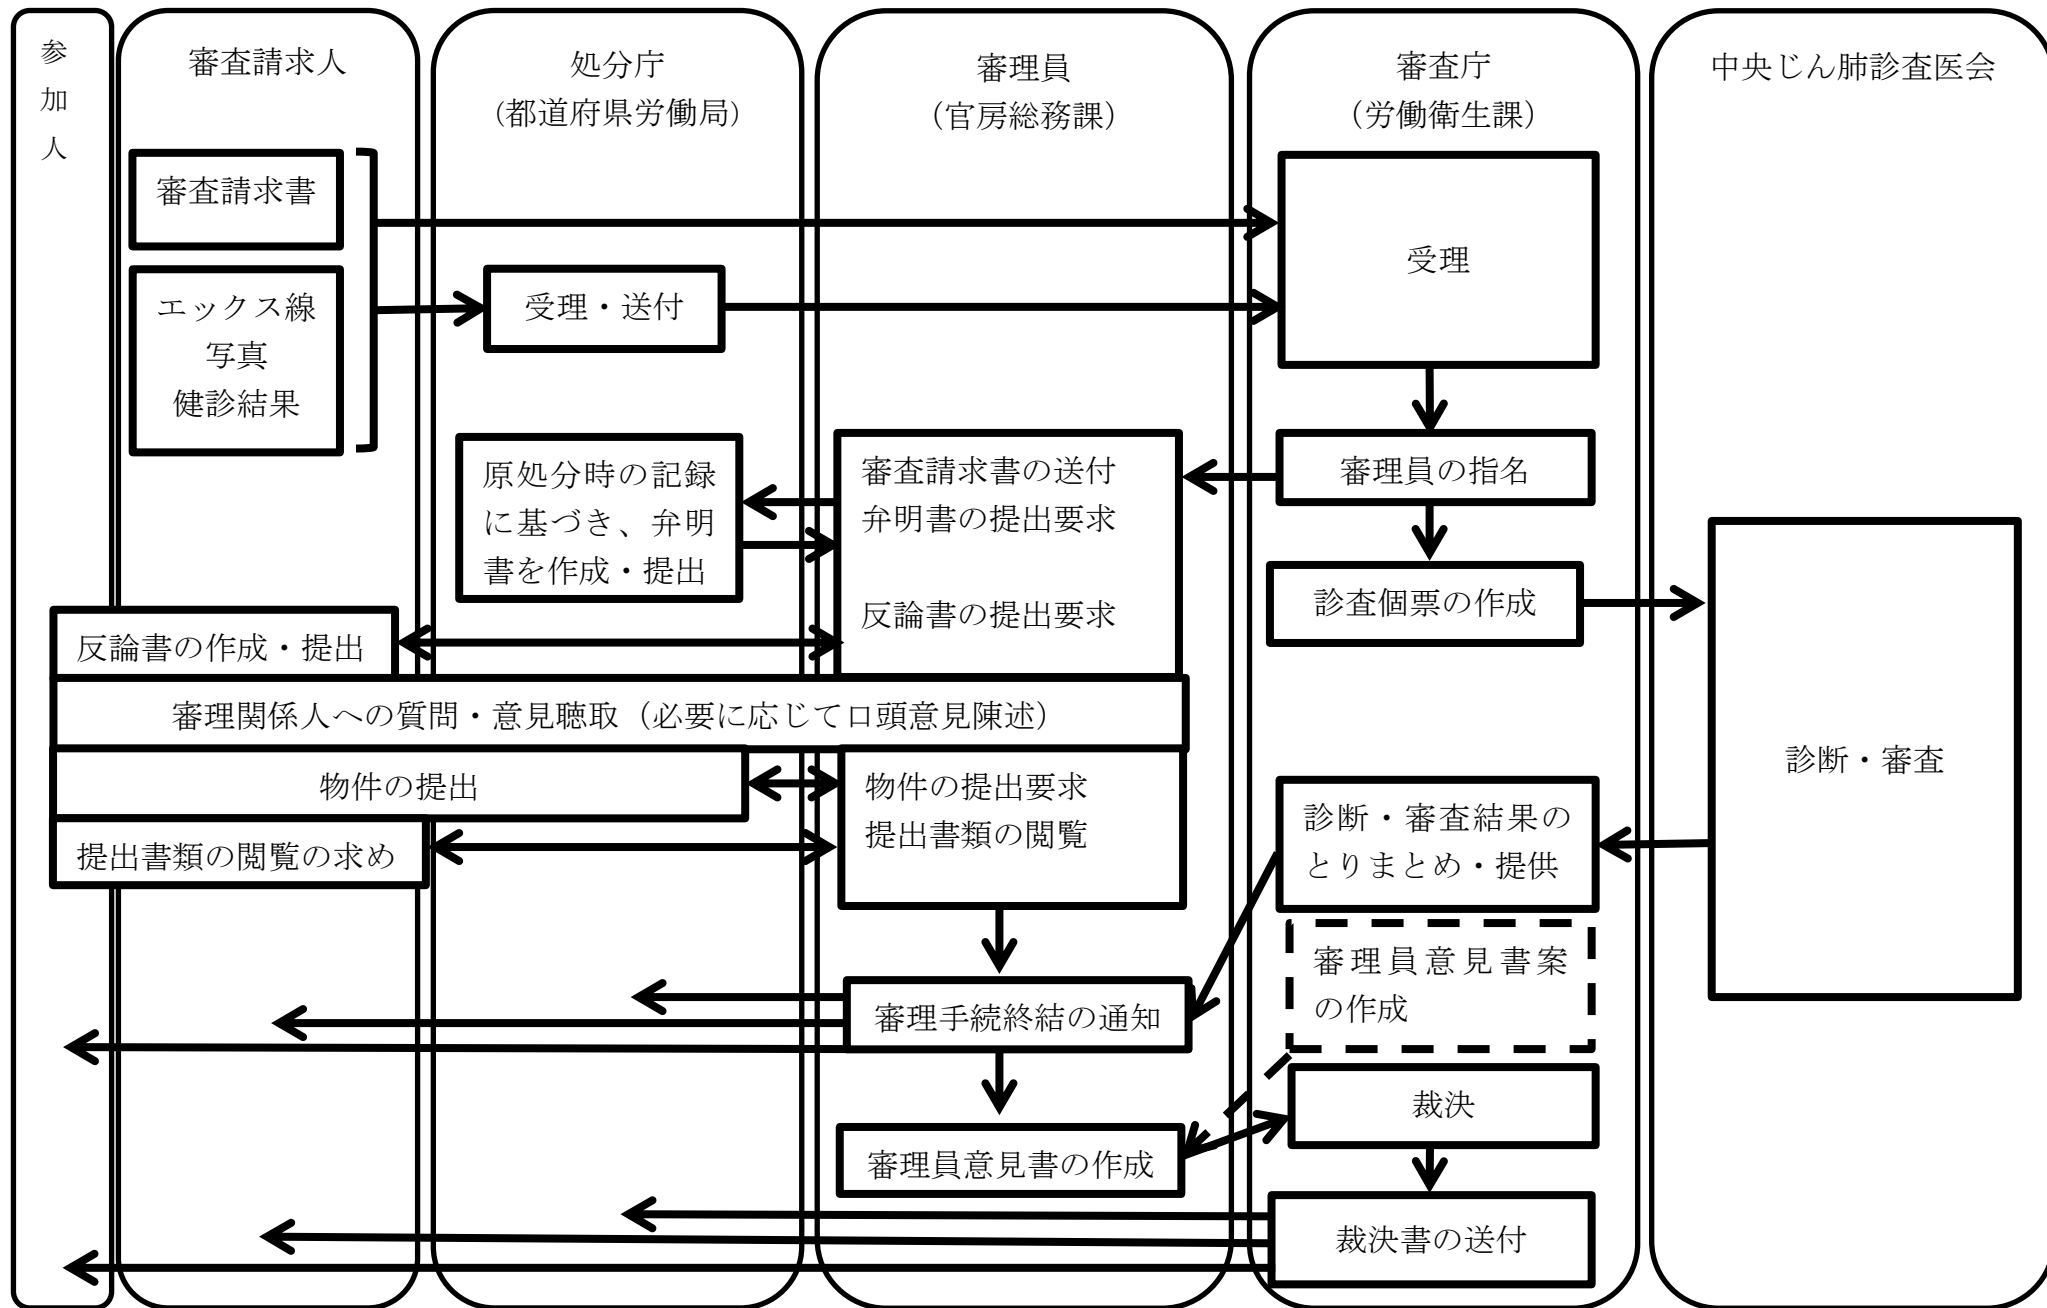 参
加
人
審査請求人
処分庁
（都道府県労働局）
審理員
（官房総務課）
審査庁
（労働衛生課）
中央じん肺診査医会
審査請求書
エックス線
写真
健診結果
受理・送付
受理
審理員の指名
原処分時の記録
に基づき、弁明
書を作成・提出
審査請求書の送付
弁明書の提出要求
反論書の提出要求
診査個票の作成
反論書の作成・提出
審理関係人への質問・意見聴取（必要に応じて口頭意見陳述）
物件の提出
物件の提出要求
提出書類の閲覧
提出書類の閲覧の求め
診断・審査
診断・審査結果の
とりまとめ・提供
審理員意見書案
の作成
審理手続終結の通知
裁決
審理員意見書の作成
裁決書の送付